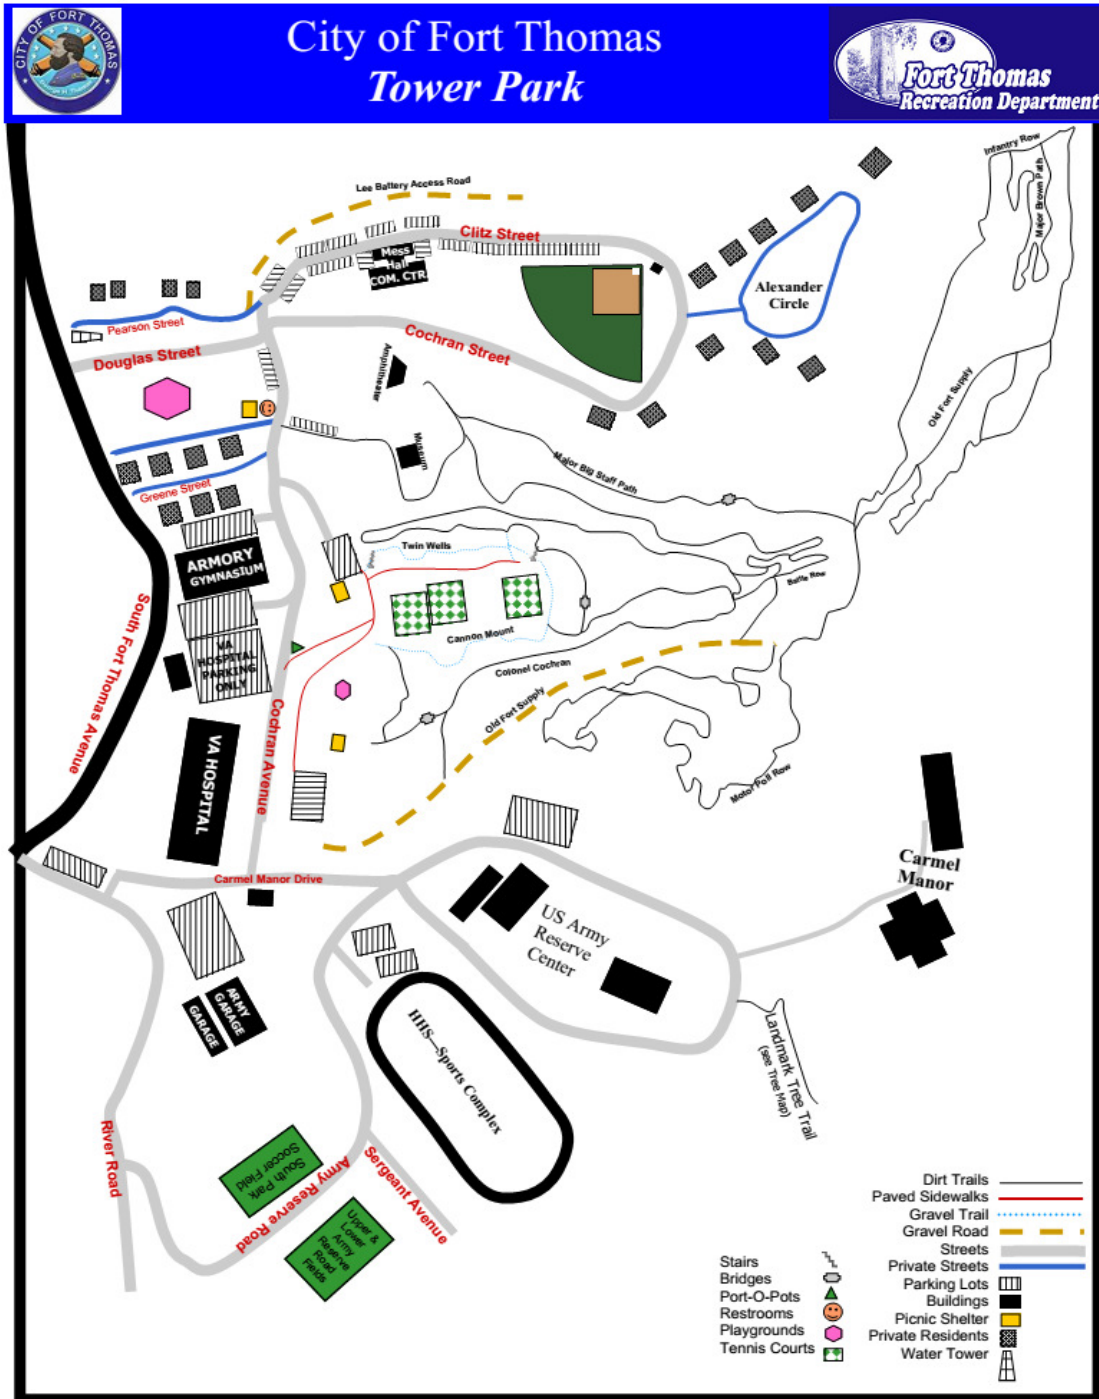 City of Fort Thomas
Tower Park
CITY OF FORT THOMAS
Fort Thomas
Recreation Department
Infantry Row
Major Brown Path
Lee Battery Access Road
Clitz Street
Mess
Hall
COM. CTR
Alexander
Circle
Pearson Street
Douglas Street
Cochran Street
Amphitheater
Old Fort Supply
Museum
Major Big Staff Path
Greene Street
ARMORY
GYMNASIUM
Twin Wells
Battle Row
Cannon Mount
South Fort Thomas Avenue
VA
HOSPITAL
PARKING
ONLY
Colonel Cochran
Old Fort Supply
Cochran Avenue
VA HOSPITAL
Motor Poll Row
Carmel
Manor
Carmel Manor Drive
US Army
Reserve
Center
ARMY
GARAGE
GARAGE
HHS—Sports Complex
Landmark Tree Trail
(see Tree Map)
River Road
South Park
Soccer Field
Army Reserve Road
Sergeant Avenue
Upper &
Lower
Army
Reserve
Road
Fields
Stairs
Bridges
Port-O-Pots
Restrooms
Playgrounds
Tennis Courts
Dirt Trails
Paved Sidewalks
Gravel Trail
Gravel Road
Streets
Private Streets
Parking Lots
Buildings
Picnic Shelter
Private Residents
Water Tower